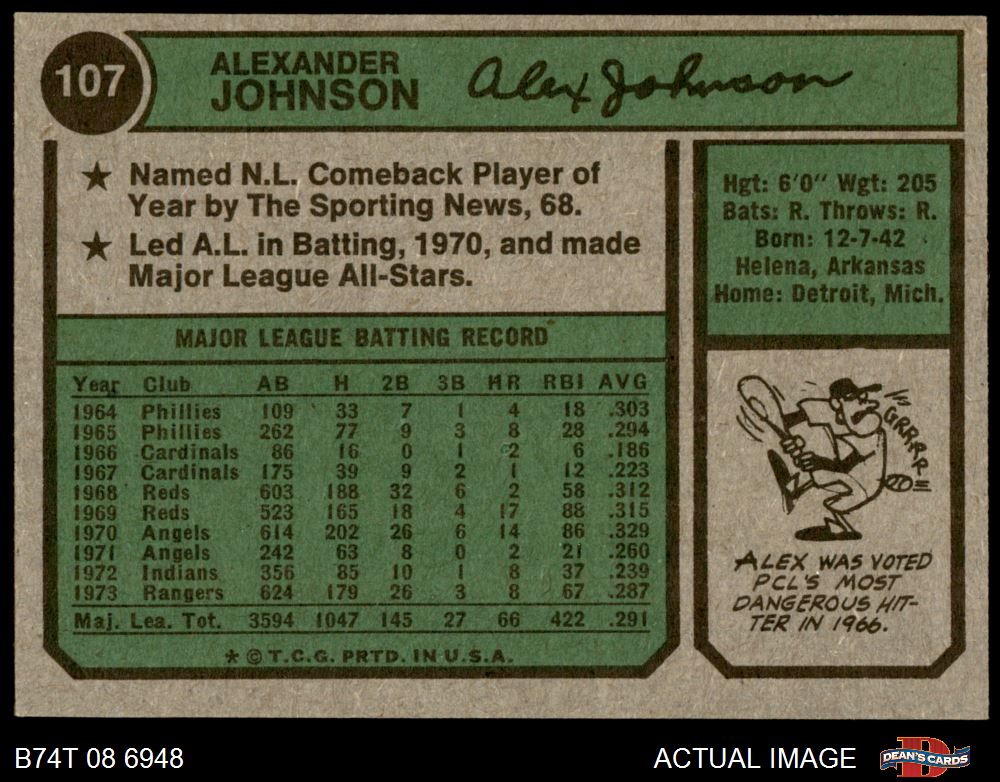 107
ALEXANDER
JOHNSON
Alex Johnson
★ Named N.L. Comeback Player of
Year by The Sporting News, 68.
★ Led A.L. in Batting, 1970, and made
Major League All-Stars.
Hgt: 6'0" Wgt: 205
Bats: R. Throws: R.
Born: 12-7-42
Helena, Arkansas
Home: Detroit, Mich.
MAJOR LEAGUE BATTING RECORD
Year Club AB H 2B 3B HR RBI AVG
1964 Phillies 109 33 7 1 4 18 .303
1965 Phillies 262 77 9 3 8 28 .294
1966 Cardinals 86 16 0 1 2 6 .186
1967 Cardinals 175 39 9 2 1 12 .223
1968 Reds 603 188 32 6 2 58 .312
1969 Reds 523 165 18 4 17 88 .315
1970 Angels 614 202 26 6 14 86 .329
1971 Angels 242 63 8 0 2 21 .260
1972 Indians 356 85 10 1 8 37 .239
1973 Rangers 624 179 26 3 8 67 .287
Maj. Lea. Tot. 3594 1047 145 27 66 422 .291
* © T.C.G. PRTD. IN U.S.A.
GRRRR
ALEX WAS VOTED
PCL'S MOST
DANGEROUS HIT-
TER IN 1966.
B74T 08 6948
ACTUAL IMAGE
DEAN'S CARDS